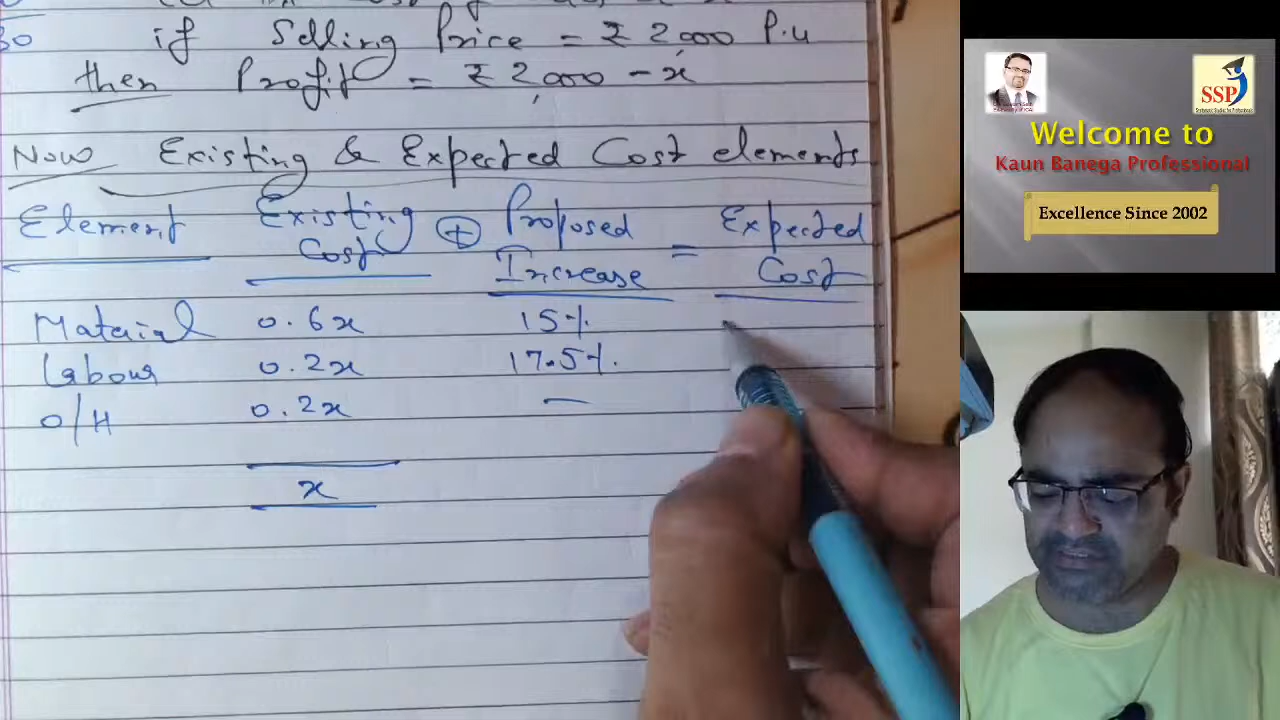 if Selling Price = ₹ 2,000 P.u
then Profit = ₹ 2,000 - x
Now Existing & Expected Cost elements
Element Existing Cost ⊕ Proposed Increase = Expected Cost
Material 0.6x 15%
Labour 0.2x 17.5%.
O/H 0.2x —
x
SSP
Welcome to
Kaun Banega Professional
Excellence Since 2002